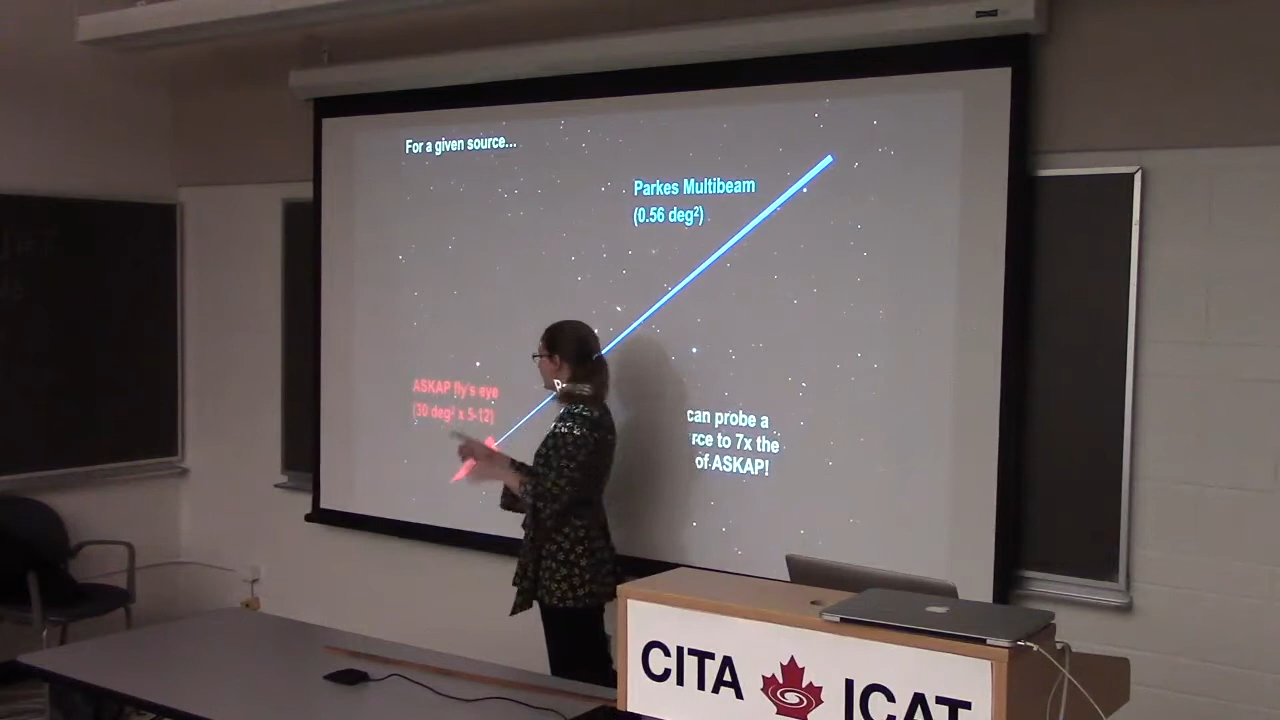 For a given source...
Parkes Multibeam
(0.56 deg²)
ASKAP fly's eye
(30 deg² x 5-12)
can probe a
to 7x the
of ASKAP!
CITA ICAT